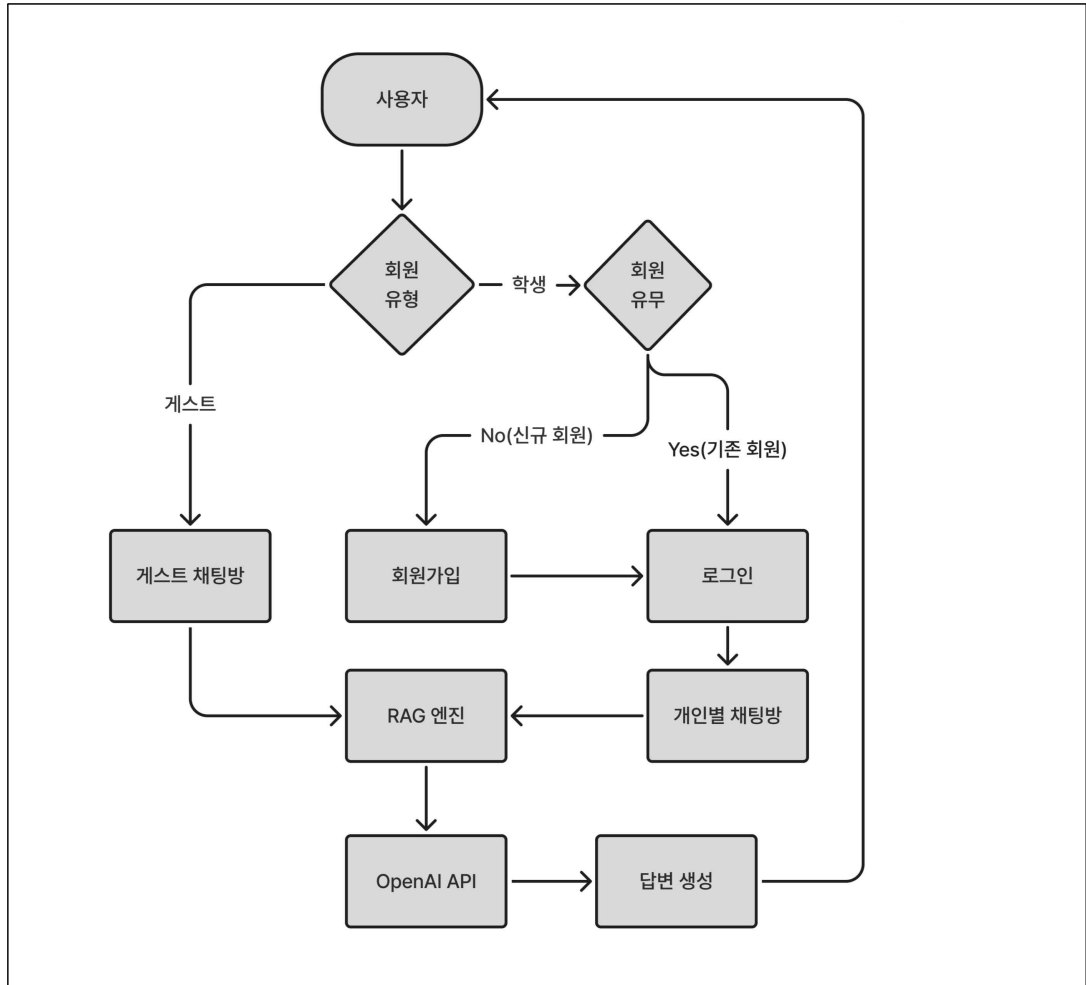 사용자
회원
유형
학생
회원
유무
게스트
No(신규 회원)
Yes(기존 회원)
게스트 채팅방
회원가입
로그인
RAG 엔진
개인별 채팅방
OpenAI API
답변 생성